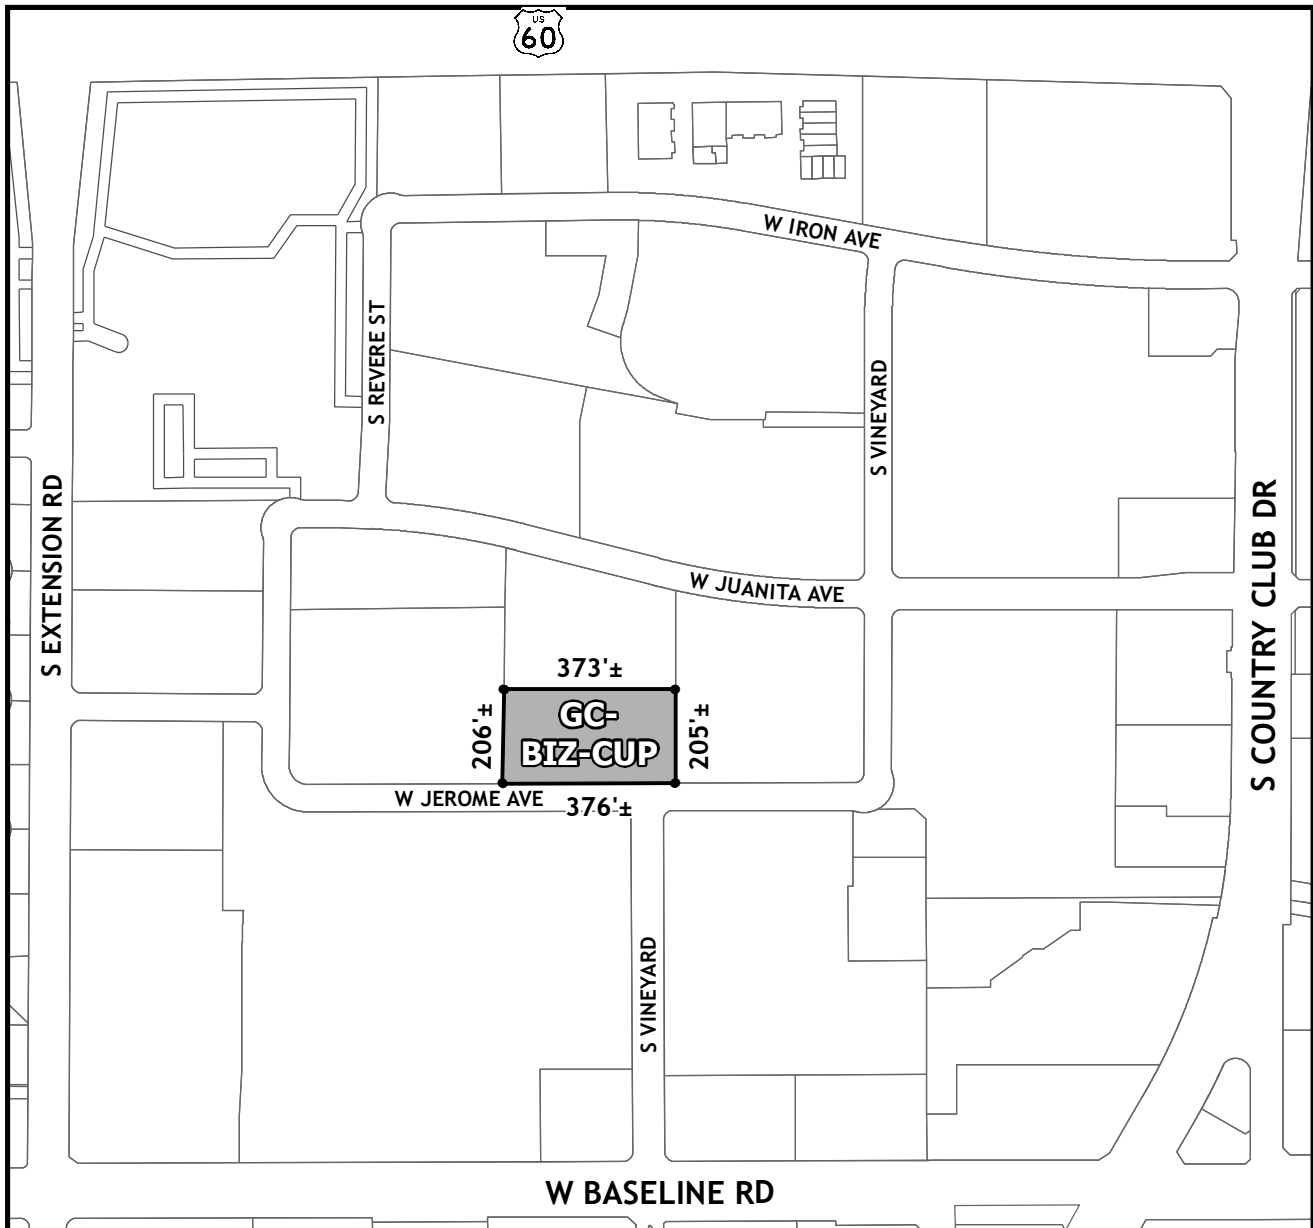 US
60
W IRON AVE
S REVERE ST
S VINEYARD
S EXTENSION RD
S COUNTRY CLUB DR
W JUANITA AVE
373'±
206'±
GC-
BIZ-CUP
205'±
W JEROME AVE
376'±
S VINEYARD
W BASELINE RD